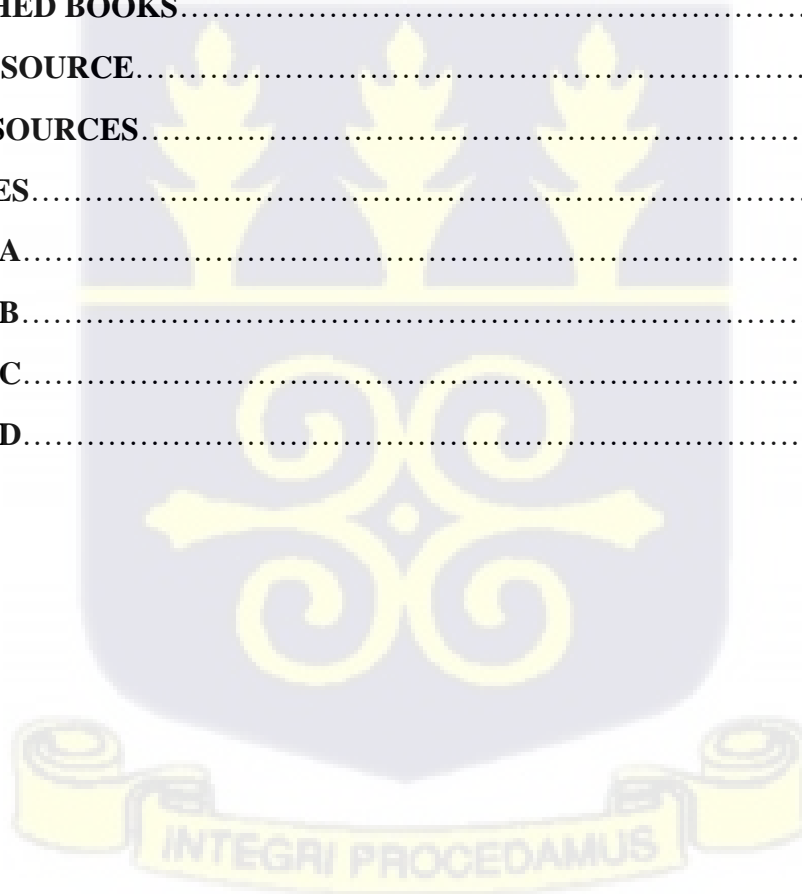 HED BOOKS................................................................
SOURCE................................................................
SOURCES................................................................
ES................................................................
A................................................................
B................................................................
C................................................................
D................................................................
INTEGRI PROCEDAMUS